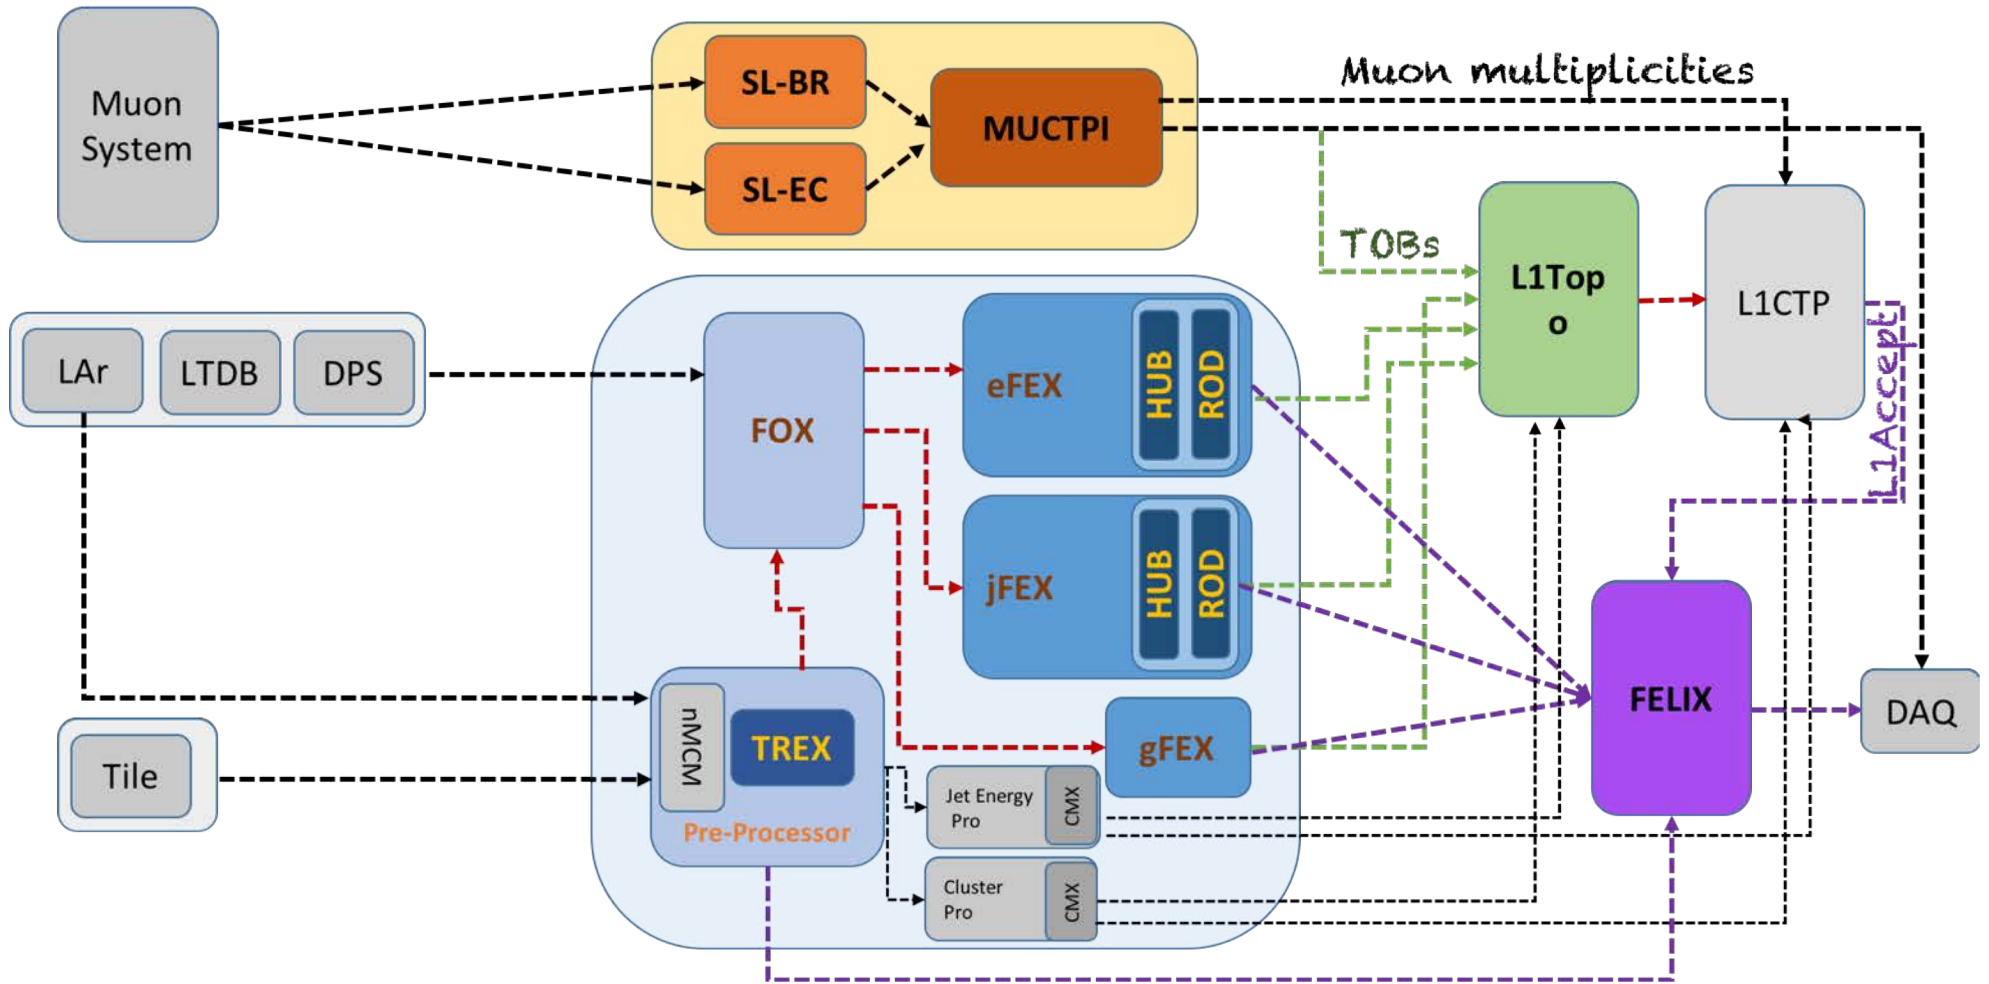 Muon
System
SL-BR
SL-EC
MUCTPI
Muon multiplicities
TOBs
L1Top
o
L1CTP
L1Accept
LAr
LTDB
DPS
FOX
eFEX
HUB
ROD
jFEX
HUB
ROD
gFEX
FELIX
DAQ
Tile
nMCM
TREX
Pre-Processor
Jet Energy
Pro
CMX
Cluster
Pro
CMX